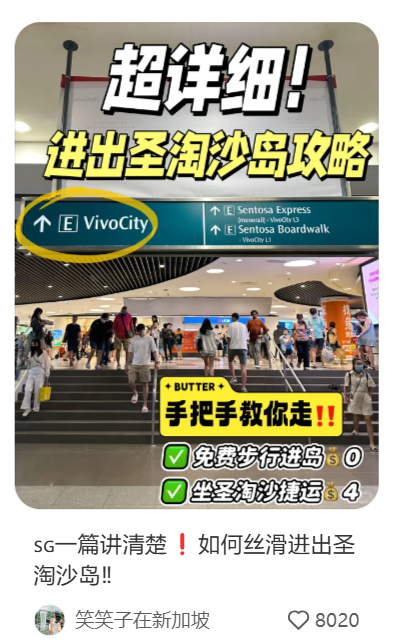 超详细!
进出圣淘沙岛攻略
↑ E VivoCity
↑ E Sentosa Express
(monorail) - VivoCity L3
↑ E Sentosa Boardwalk
- VivoCity L1
BUTTER
手把手教你走‼️
✅ 免费步行进岛💰0
✅ 坐圣淘沙捷运💰4
sg一篇讲清楚❗如何丝滑进出圣
淘沙岛‼️
笑笑子在新加坡
8020